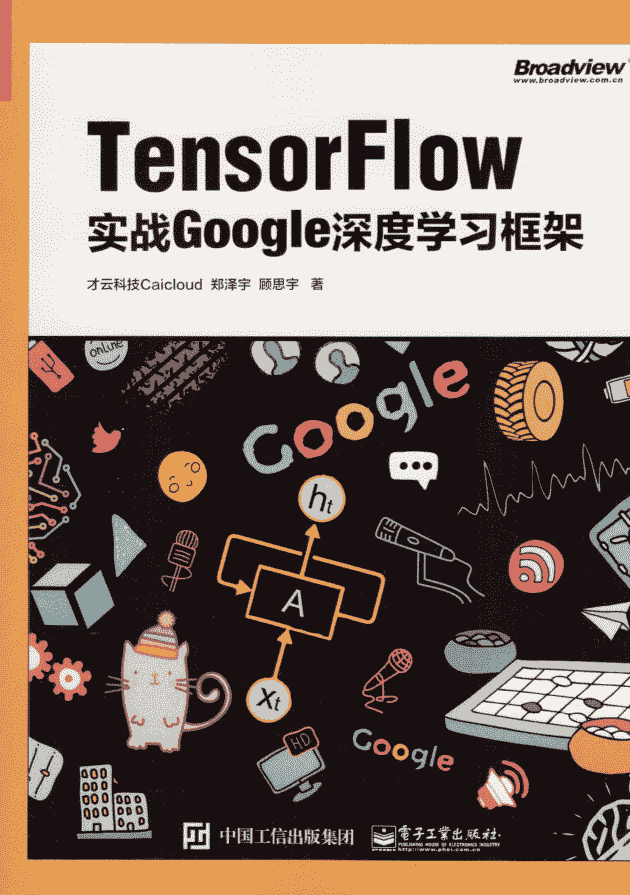 Broadview
www.broadview.com.cn
TensorFlow
实战Google深度学习框架
才云科技Caicloud 郑泽宇 顾思宇 著
online
Google
ht
A
Xt
HD
Google
中国工信出版集团
电子工业出版社
PUBLISHING HOUSE OF ELECTRONICS INDUSTRY
http://www.phei.com.cn